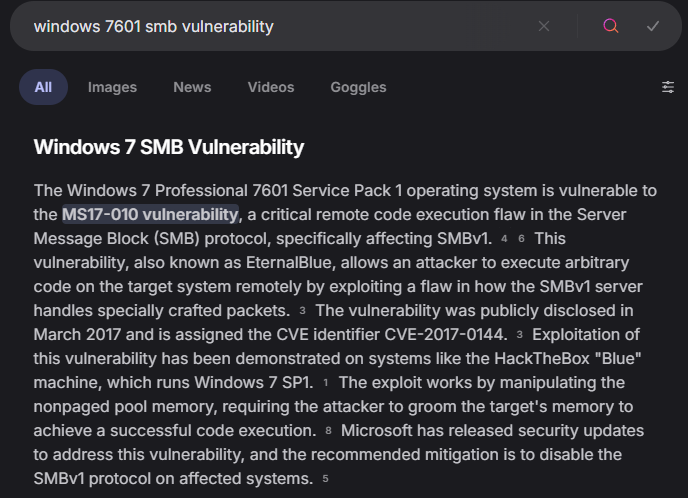 windows 7601 smb vulnerability
All Images News Videos Goggles
Windows 7 SMB Vulnerability
The Windows 7 Professional 7601 Service Pack 1 operating system is vulnerable to
the MS17-010 vulnerability, a critical remote code execution flaw in the Server
Message Block (SMB) protocol, specifically affecting SMBv1. 4 6 This
vulnerability, also known as EternalBlue, allows an attacker to execute arbitrary
code on the target system remotely by exploiting a flaw in how the SMBv1 server
handles specially crafted packets. 3 The vulnerability was publicly disclosed in
March 2017 and is assigned the CVE identifier CVE-2017-0144. 3 Exploitation of
this vulnerability has been demonstrated on systems like the HackTheBox "Blue"
machine, which runs Windows 7 SP1. 1 The exploit works by manipulating the
nonpaged pool memory, requiring the attacker to groom the target's memory to
achieve a successful code execution. 8 Microsoft has released security updates
to address this vulnerability, and the recommended mitigation is to disable the
SMBv1 protocol on affected systems. 5